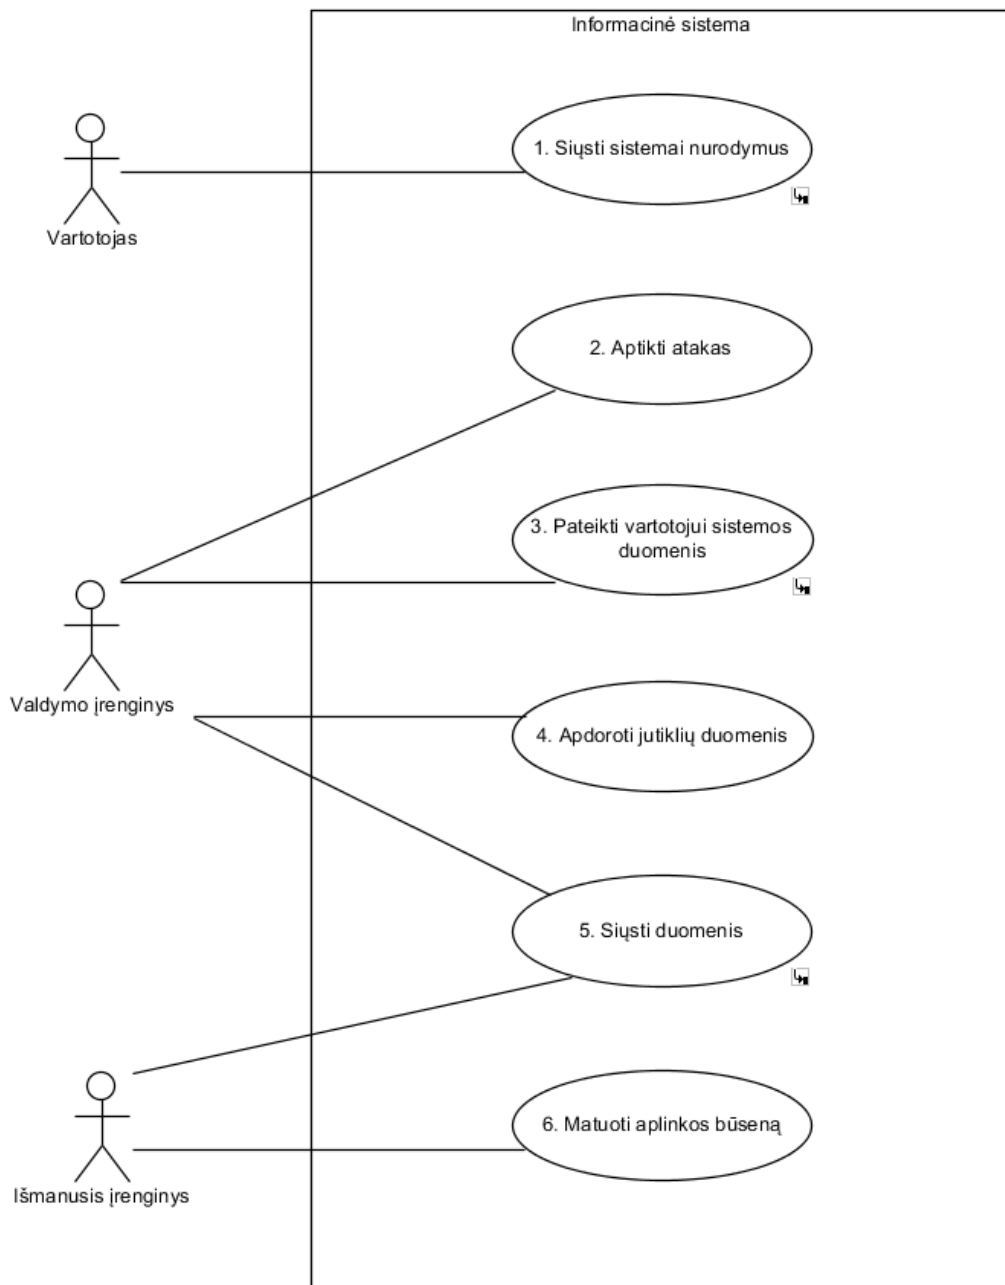 Informacinė sistema
1. Siųsti sistemai nurodymus
Vartotojas
2. Aptikti atakas
3. Pateikti vartotojui sistemos
duomenis
Valdymo įrenginys
4. Apdoroti jutiklių duomenis
5. Siųsti duomenis
6. Matuoti aplinkos būseną
Išmanusis įrenginys